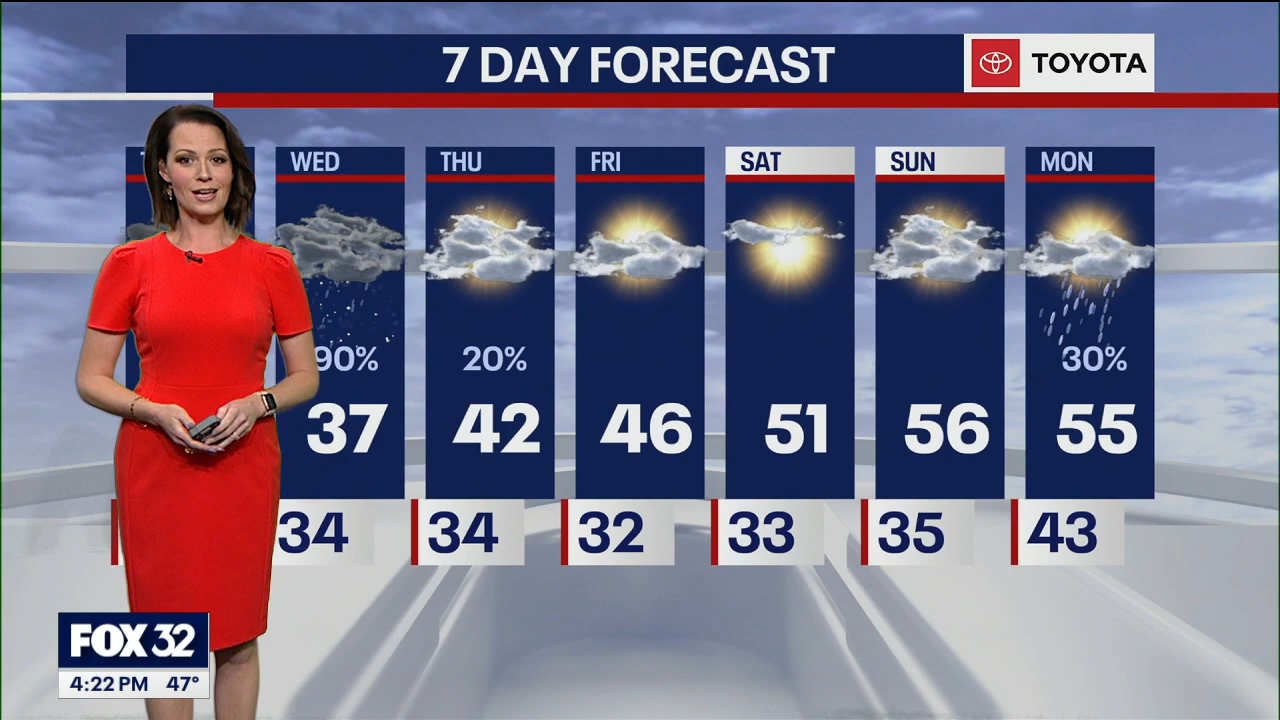 7 DAY FORECAST
TOYOTA
WED
THU
FRI
SAT
SUN
MON
90%
20%
30%
37
42
46
51
56
55
34
34
32
33
35
43
FOX 32
4:22 PM 47°